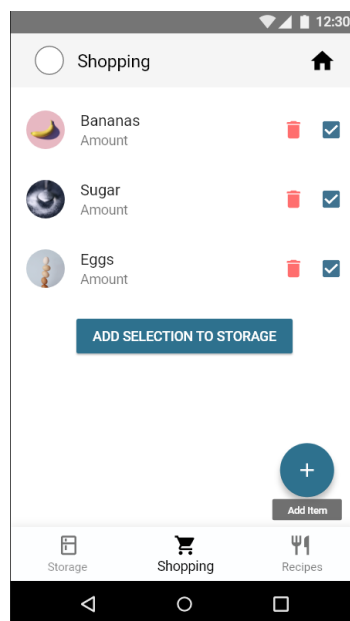 12:30
Shopping
Bananas
Amount
Sugar
Amount
Eggs
Amount
ADD SELECTION TO STORAGE
Add Item
Storage
Shopping
Recipes